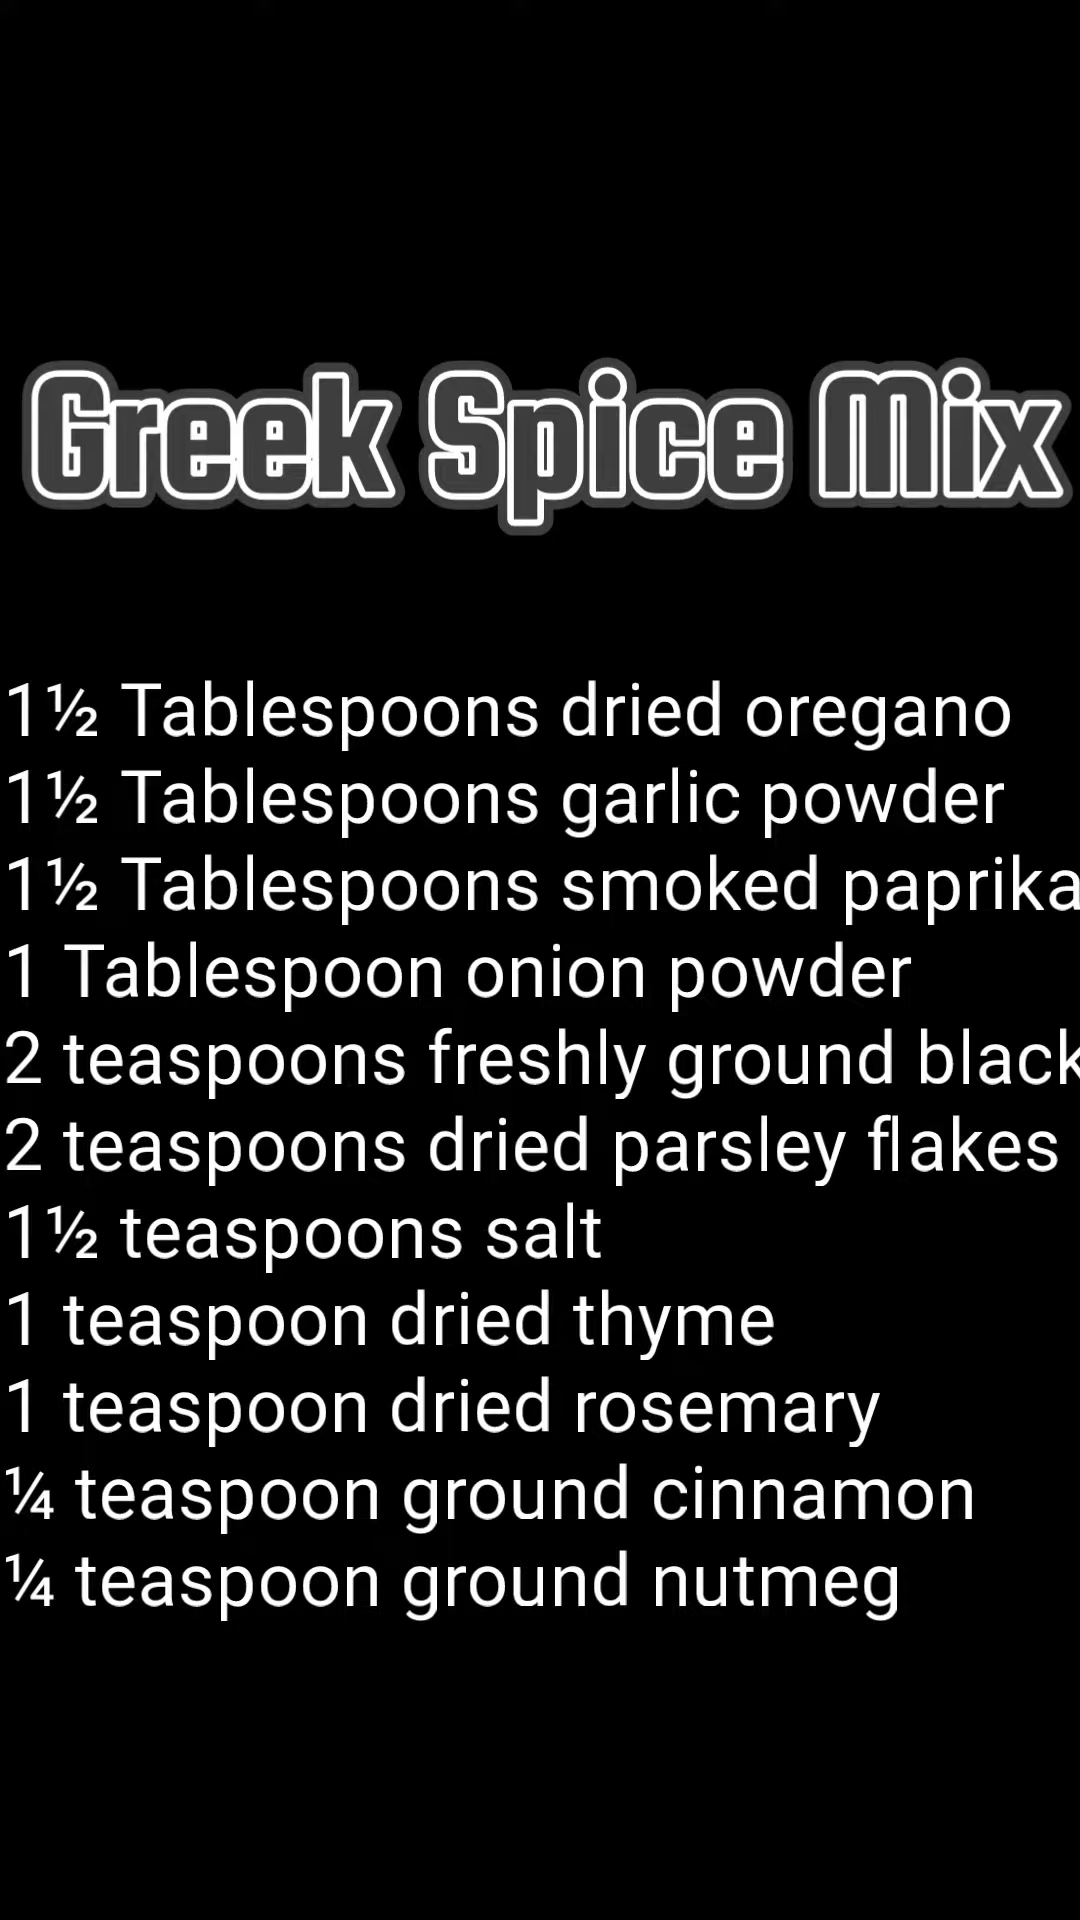 Greek Spice Mix
1½ Tablespoons dried oregano
1½ Tablespoons garlic powder
1½ Tablespoons smoked paprika
1 Tablespoon onion powder
2 teaspoons freshly ground black
2 teaspoons dried parsley flakes
1½ teaspoons salt
1 teaspoon dried thyme
1 teaspoon dried rosemary
¼ teaspoon ground cinnamon
¼ teaspoon ground nutmeg